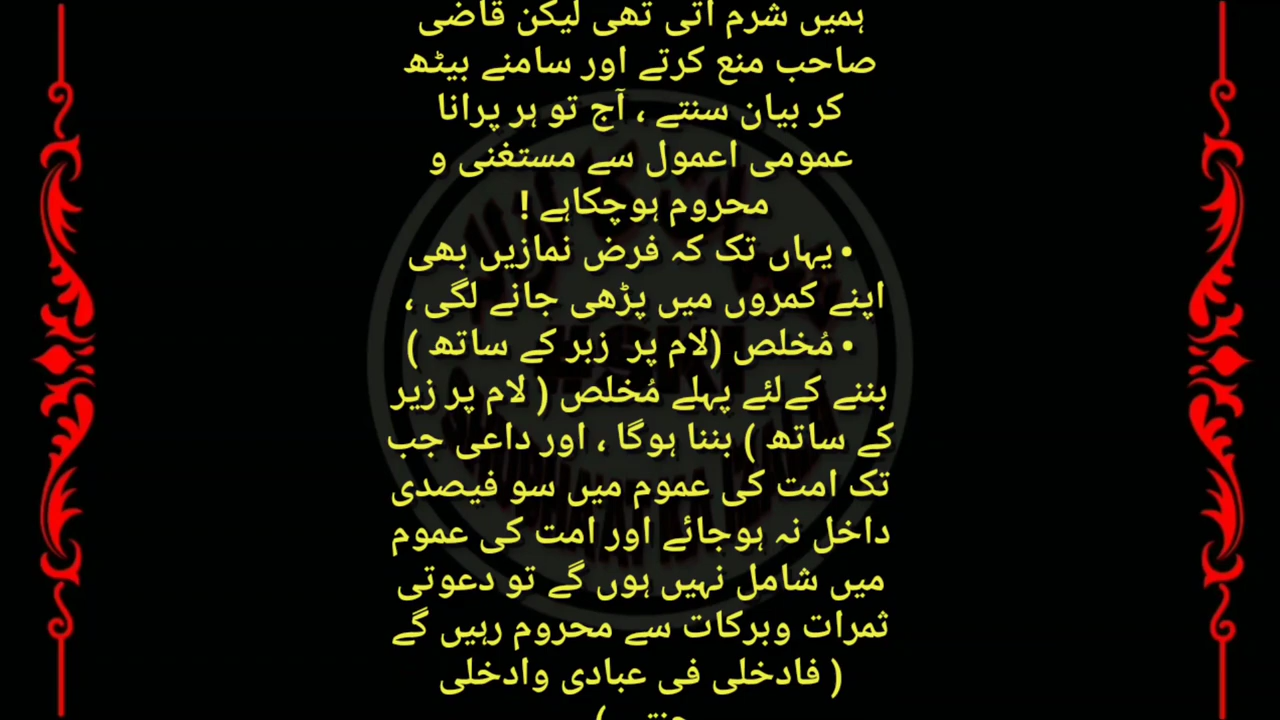 ہمیں شرم آتی تھی لیکن قاضی
صاحب منع کرتے اور سامنے بیٹھ
کر بیان سنتے ، آج تو ہر پرانا
عمومی اعمول سے مستغنی و
محروم ہوچکاہے !
• یہاں تک کہ فرض نمازیں بھی
اپنے کمروں میں پڑھی جانے لگی ،
• مُخلص (لام پر زبر کے ساتھ )
بننے کےلئے پہلے مُخلص ( لام پر زیر
کے ساتھ ) بننا ہوگا ، اور داعی جب
تک امت کی عموم میں سو فیصدی
داخل نہ ہوجائے اور امت کی عموم
میں شامل نہیں ہوں گے تو دعوتی
ثمرات وبرکات سے محروم رہیں گے
( فادخلی فی عبادی وادخلی